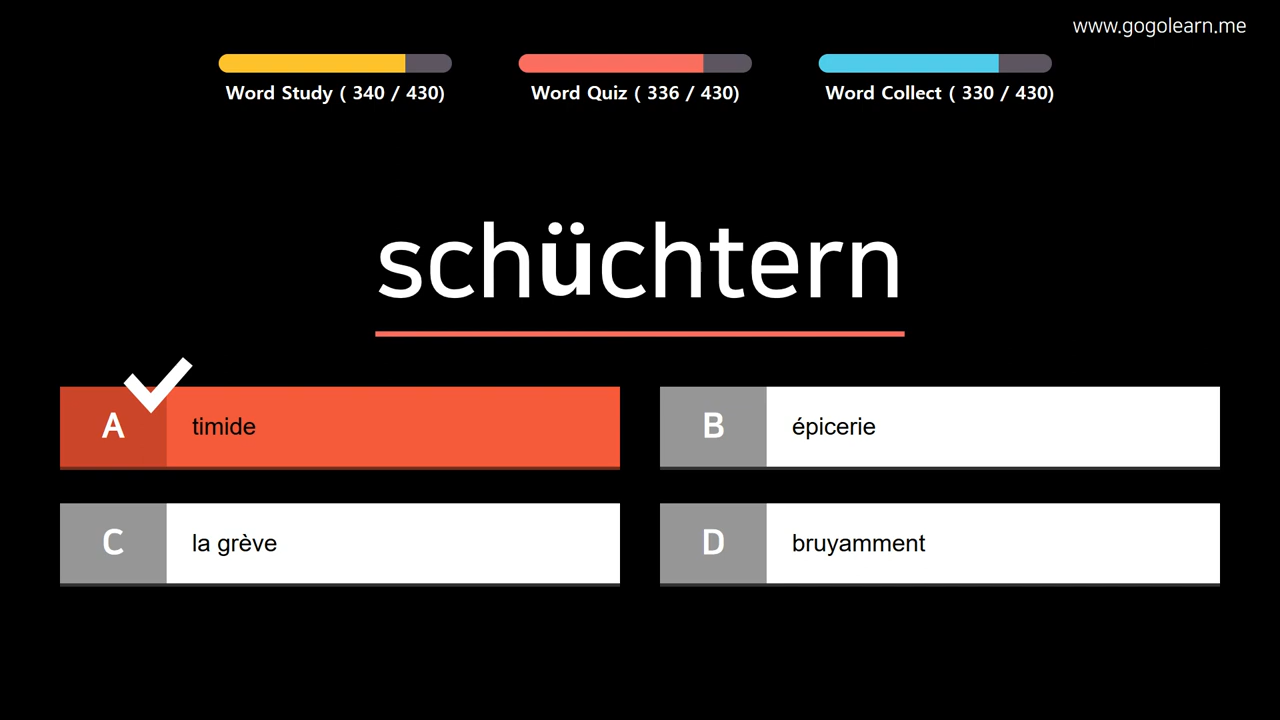 www.gogolearn.me
Word Study ( 340 / 430)
Word Quiz ( 336 / 430)
Word Collect ( 330 / 430)
schüchtern
A timide
B épicerie
C la grève
D bruyamment